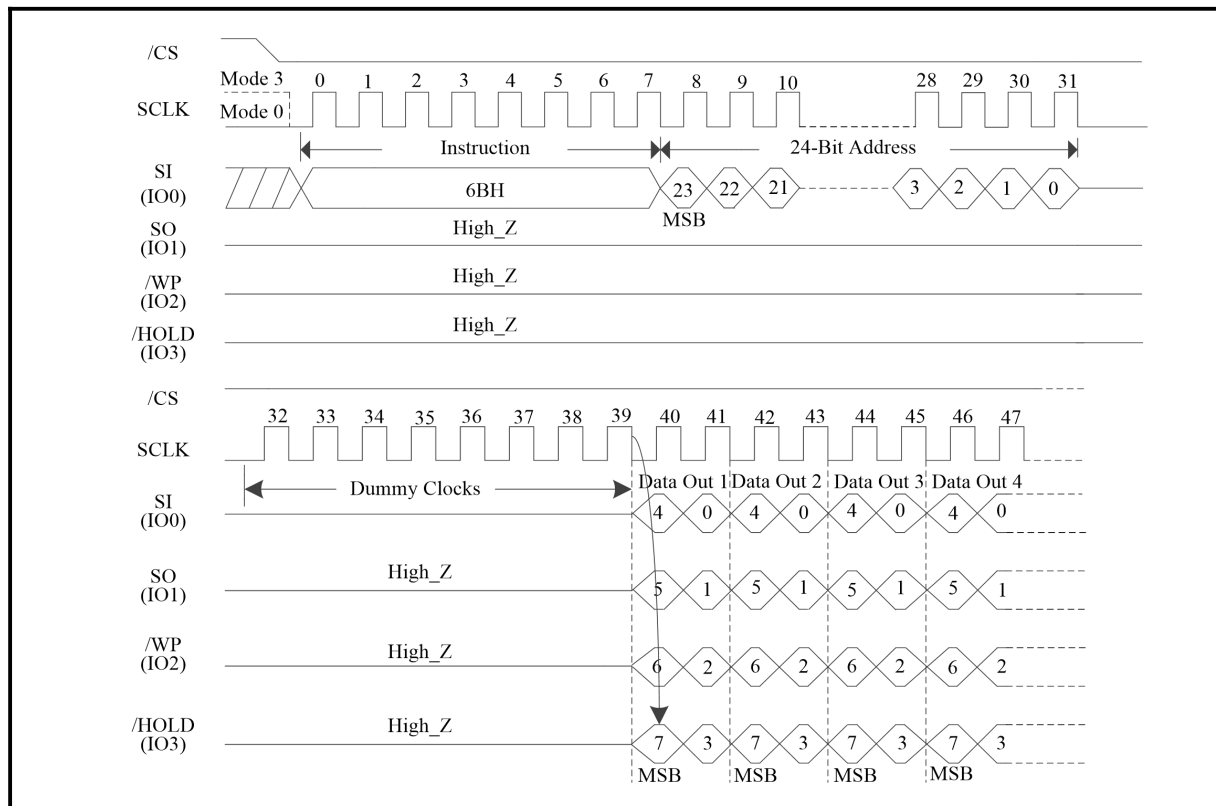 /CS
Mode 3
0 1 2 3 4 5 6 7 8 9 10 28 29 30 31
SCLK
Mode 0
Instruction 24-Bit Address
SI
(IO0)
6BH 23 22 21 3 2 1 0
MSB
SO
(IO1)
High_Z
/WP
(IO2)
High_Z
/HOLD
(IO3)
High_Z
/CS
32 33 34 35 36 37 38 39 40 41 42 43 44 45 46 47
SCLK
Dummy Clocks
Data Out 1 Data Out 2 Data Out 3 Data Out 4
SI
(IO0)
4 0 4 0 4 0 4 0
SO
(IO1)
High_Z
5 1 5 1 5 1 5 1
/WP
(IO2)
High_Z
6 2 6 2 6 2 6 2
/HOLD
(IO3)
High_Z
7 3 7 3 7 3 7 3
MSB MSB MSB MSB